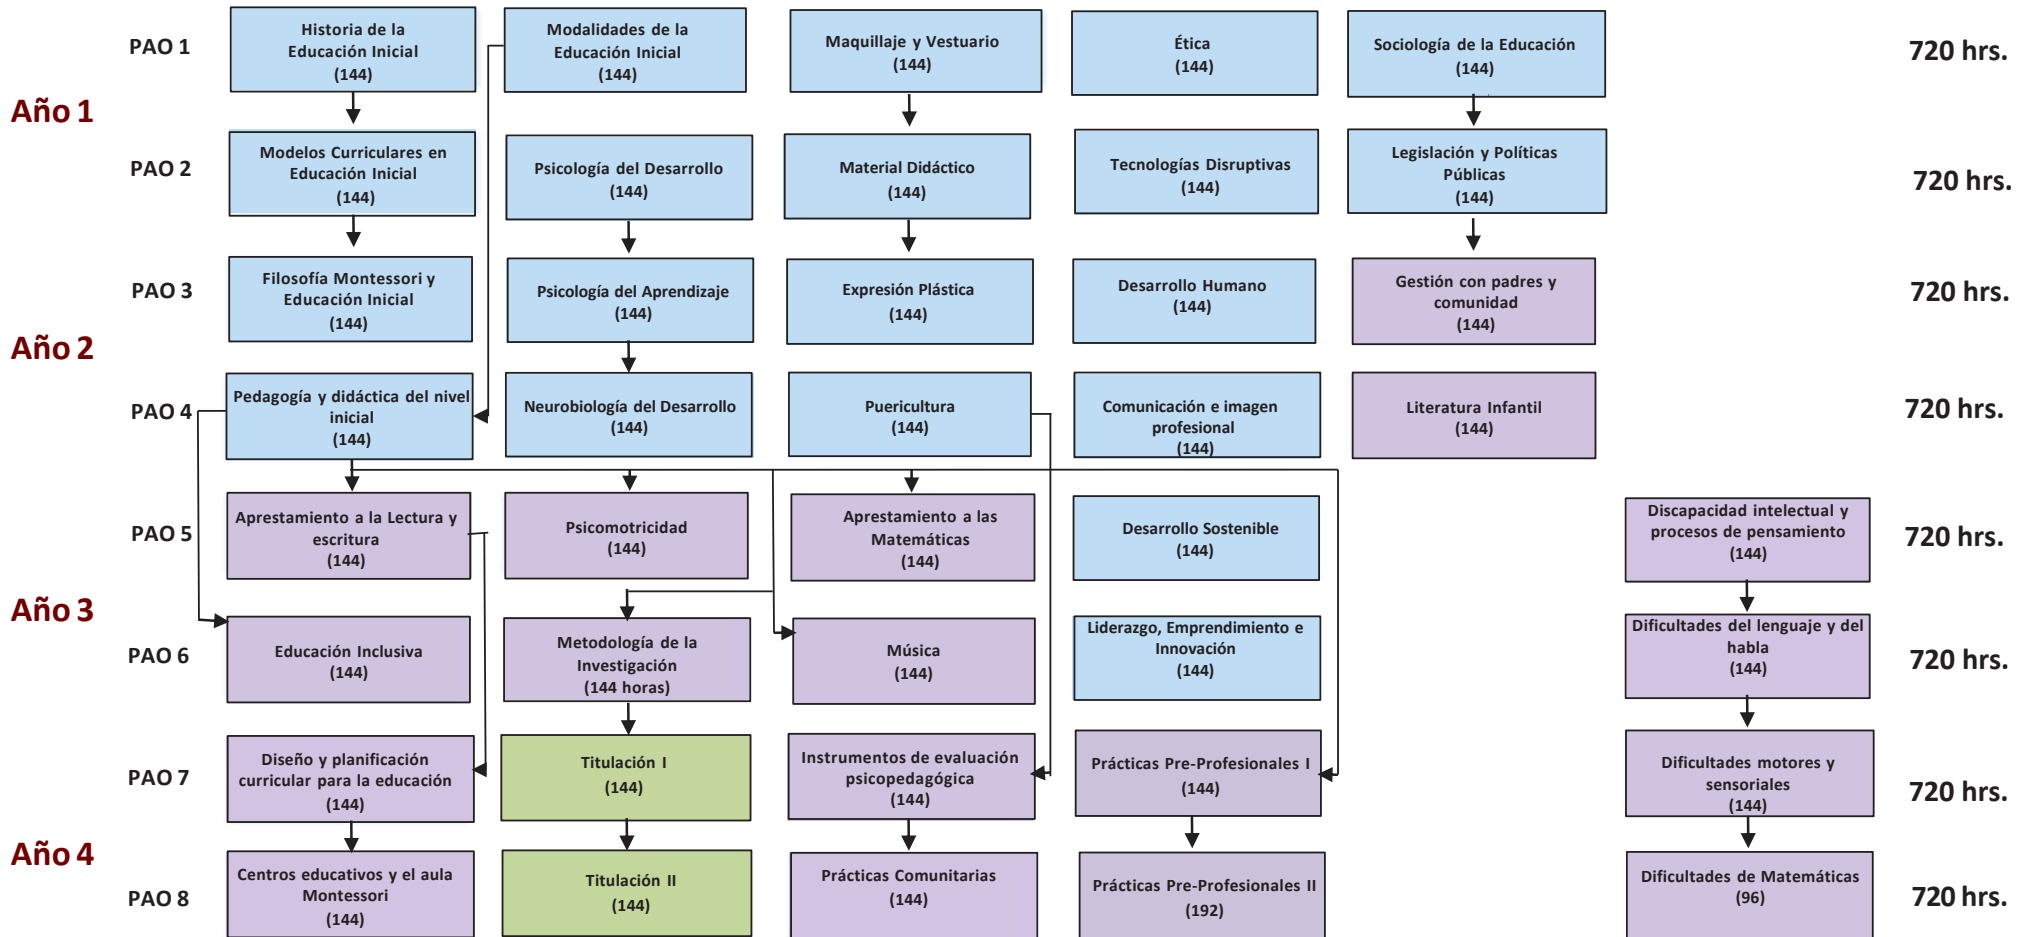 PAO 1
Historia de la
Educación Inicial
(144)
Modalidades de la
Educación Inicial
(144)
Maquillaje y Vestuario
(144)
Ética
(144)
Sociología de la Educación
(144)
720 hrs.
Año 1
PAO 2
Modelos Curriculares en
Educación Inicial
(144)
Psicología del Desarrollo
(144)
Material Didáctico
(144)
Tecnologías Disruptivas
(144)
Legislación y Políticas
Públicas
(144)
720 hrs.
PAO 3
Filosofía Montessori y
Educación Inicial
(144)
Psicología del Aprendizaje
(144)
Expresión Plástica
(144)
Desarrollo Humano
(144)
Gestión con padres y
comunidad
(144)
720 hrs.
Año 2
PAO 4
Pedagogía y didáctica del nivel
inicial
(144)
Neurobiología del Desarrollo
(144)
Puericultura
(144)
Comunicación e imagen
profesional
(144)
Literatura Infantil
(144)
720 hrs.
PAO 5
Aprestamiento a la Lectura y
escritura
(144)
Psicomotricidad
(144)
Aprestamiento a las
Matemáticas
(144)
Desarrollo Sostenible
(144)
Discapacidad intelectual y
procesos de pensamiento
(144)
720 hrs.
Año 3
PAO 6
Educación Inclusiva
(144)
Metodología de la
Investigación
(144 horas)
Música
(144)
Liderazgo, Emprendimiento e
Innovación
(144)
Dificultades del lenguaje y del
habla
(144)
720 hrs.
PAO 7
Diseño y planificación
curricular para la educación
(144)
Titulación I
(144)
Instrumentos de evaluación
psicopedagógica
(144)
Prácticas Pre-Profesionales I
(144)
Dificultades motores y
sensoriales
(144)
720 hrs.
Año 4
PAO 8
Centros educativos y el aula
Montessori
(144)
Titulación II
(144)
Prácticas Comunitarias
(144)
Prácticas Pre-Profesionales II
(192)
Dificultades de Matemáticas
(96)
720 hrs.